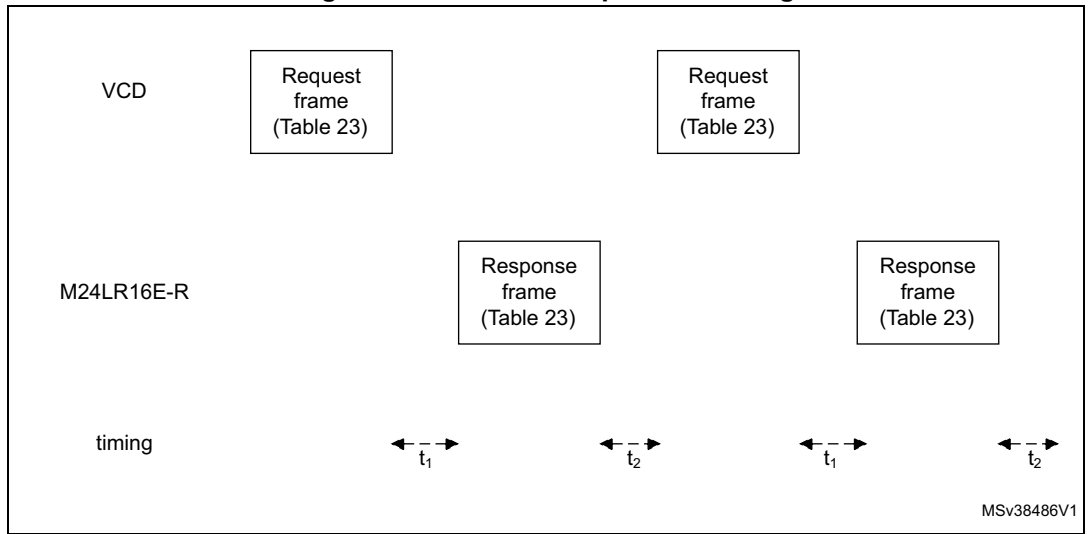 VCD
Request
frame
(Table 23)
Request
frame
(Table 23)
M24LR16E-R
Response
frame
(Table 23)
Response
frame
(Table 23)
timing
t1
t2
t1
t2
MSv38486V1